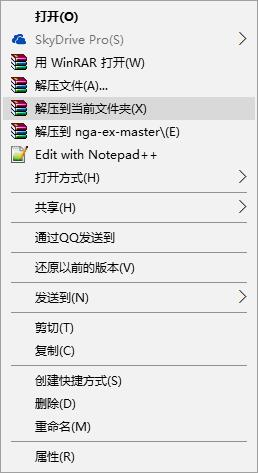 打开(O)
SkyDrive Pro(S)
用 WinRAR 打开(W)
解压文件(A)...
解压到当前文件夹(X)
解压到 nga-ex-master\(E)
Edit with Notepad++
打开方式(H)
共享(H)
通过QQ发送到
还原以前的版本(V)
发送到(N)
剪切(T)
复制(C)
创建快捷方式(S)
删除(D)
重命名(M)
属性(R)